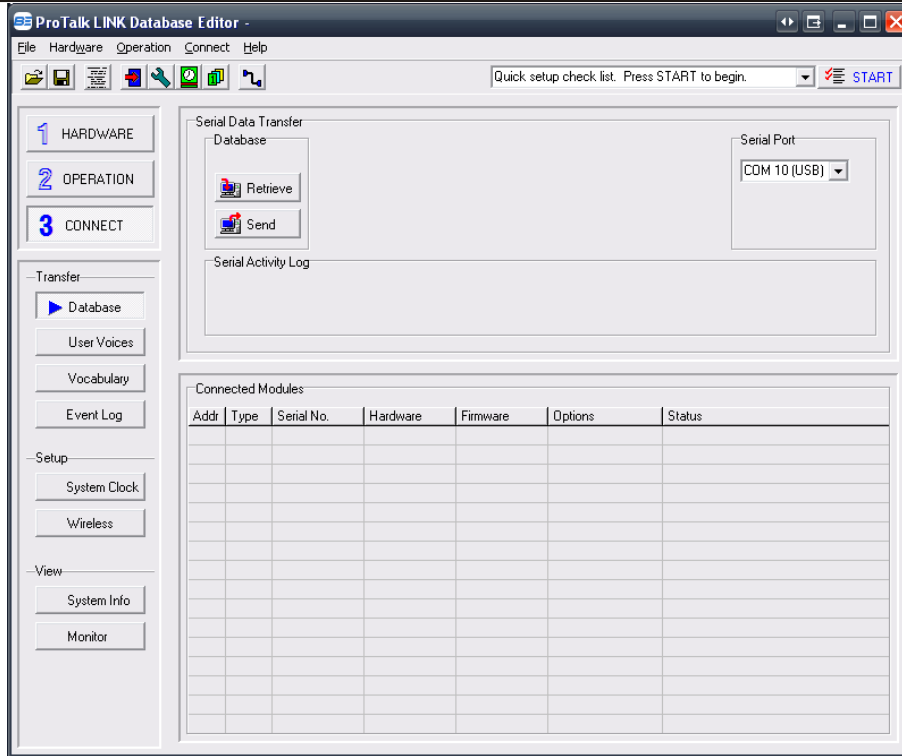 SB ProTalk LINK Database Editor -
File Hardware Operation Connect Help
Quick setup check list. Press START to begin. START
1 HARDWARE
2 OPERATION
3 CONNECT
Transfer
Database
User Voices
Vocabulary
Event Log
Setup
System Clock
Wireless
View
System Info
Monitor
Serial Data Transfer
Database
Retrieve
Send
Serial Port
COM 10 (USB)
Serial Activity Log
Connected Modules
Addr Type Serial No. Hardware Firmware Options Status